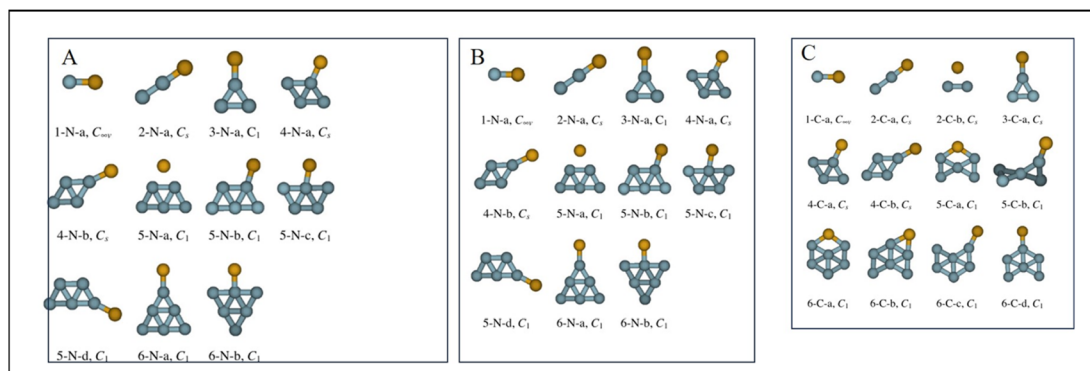 A
1-N-a, C∞v 2-N-a, Cs 3-N-a, C1 4-N-a, Cs
4-N-b, Cs 5-N-a, C1 5-N-b, C1 5-N-c, C1
5-N-d, C1 6-N-a, C1 6-N-b, C1
B
1-N-a, C∞v 2-N-a, Cs 3-N-a, C1 4-N-a, Cs
4-N-b, Cs 5-N-a, C1 5-N-b, C1 5-N-c, C1
5-N-d, C1 6-N-a, C1 6-N-b, C1
C
1-C-a, C∞v 2-C-a, Cs 2-C-b, Cs 3-C-a, Cs
4-C-a, Cs 4-C-b, Cs 5-C-a, C1 5-C-b, C1
6-C-a, C1 6-C-b, C1 6-C-c, C1 6-C-d, C1